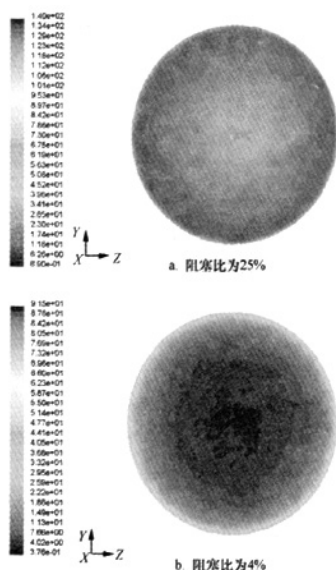 1.40e+02
1.34e+02
1.29e+02
1.23e+02
1.18e+02
1.12e+02
1.06e+02
1.01e+02
9.53e+01
8.97e+01
8.42e+01
7.86e+01
7.30e+01
6.75e+01
6.19e+01
5.63e+01
5.08e+01
4.52e+01
3.96e+01
3.41e+01
2.85e+01
2.30e+01
1.74e+01
1.18e+01
6.26e+00
6.90e-01
Y
X Z
a. 阻塞比为25%
9.15e+01
8.78e+01
8.42e+01
8.05e+01
7.69e+01
7.32e+01
6.96e+01
6.60e+01
6.23e+01
5.87e+01
5.50e+01
5.14e+01
4.77e+01
4.41e+01
4.05e+01
3.68e+01
3.32e+01
2.95e+01
2.59e+01
2.22e+01
1.86e+01
1.49e+01
1.13e+01
7.66e+00
4.02e+00
3.76e-01
Y
X Z
b. 阻塞比为4%